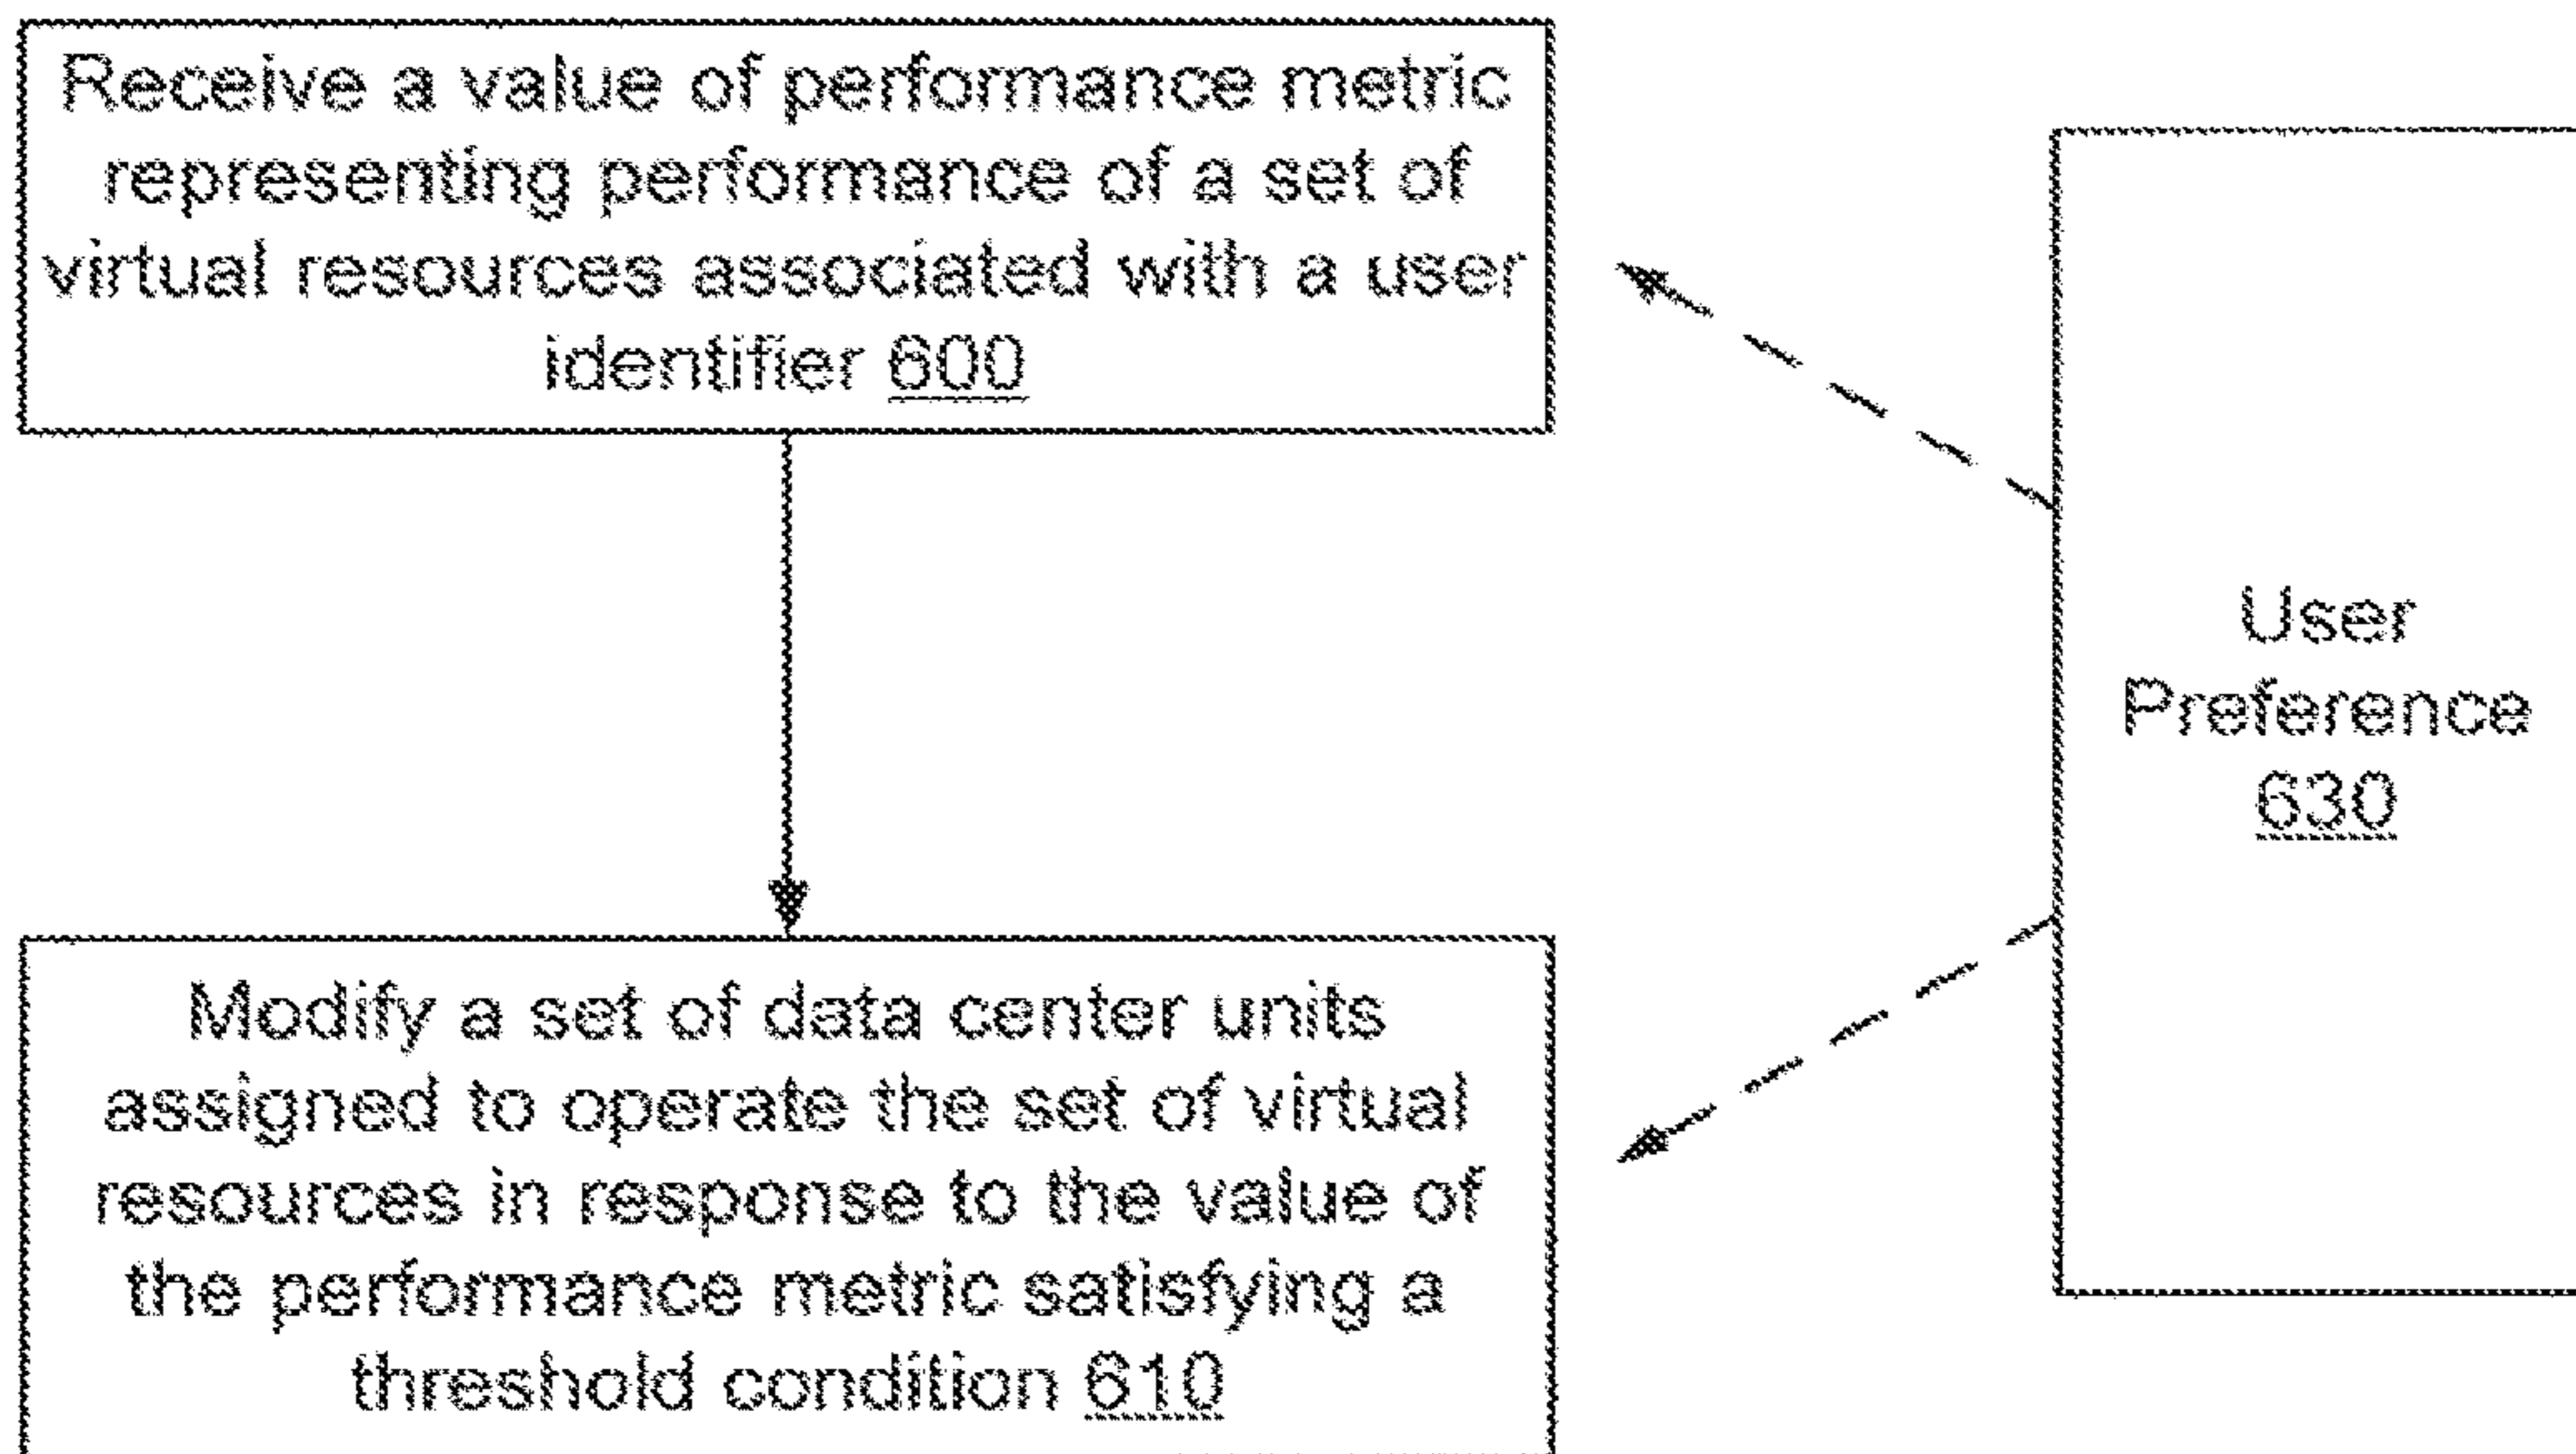 Receive a value of performance metric
representing performance of a set of
virtual resources associated with a user
identifier 600
User
Preference
630
Modify a set of data center units
assigned to operate the set of virtual
resources in response to the value of
the performance metric satisfying a
threshold condition 610